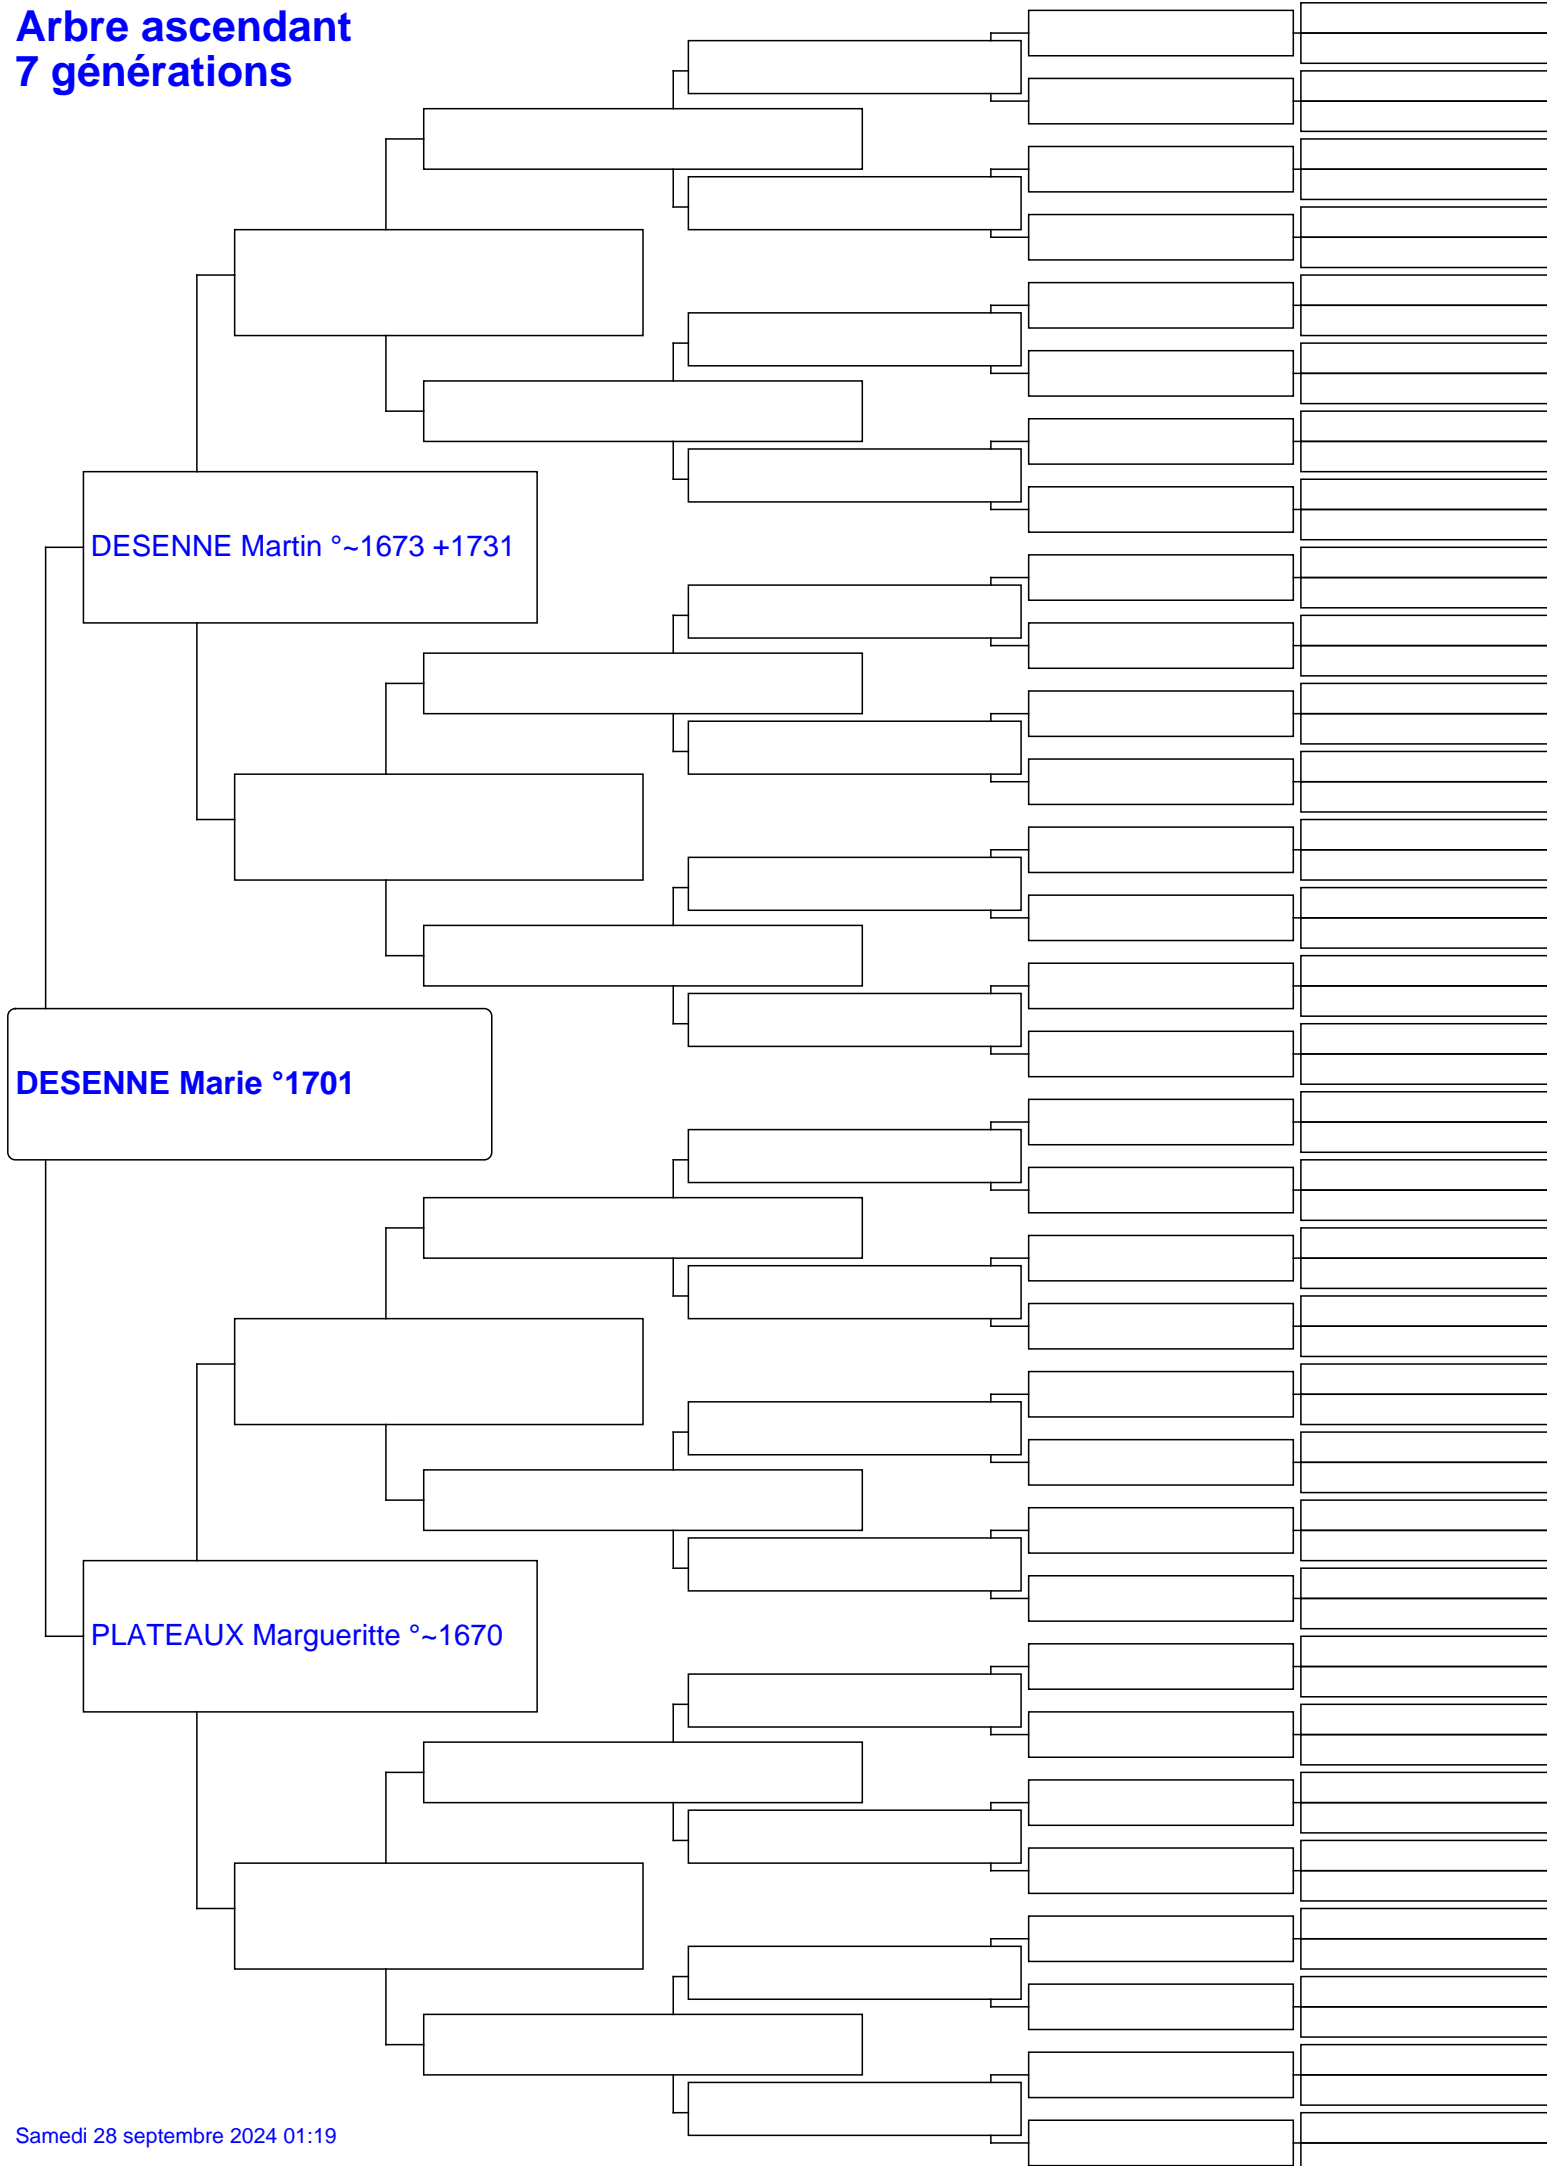 Arbre ascendant
7 générations
DESENNE Martin °~1673 +1731
DESENNE Marie °1701
PLATEAUX Margueritte °~1670
Samedi 28 septembre 2024 01:19